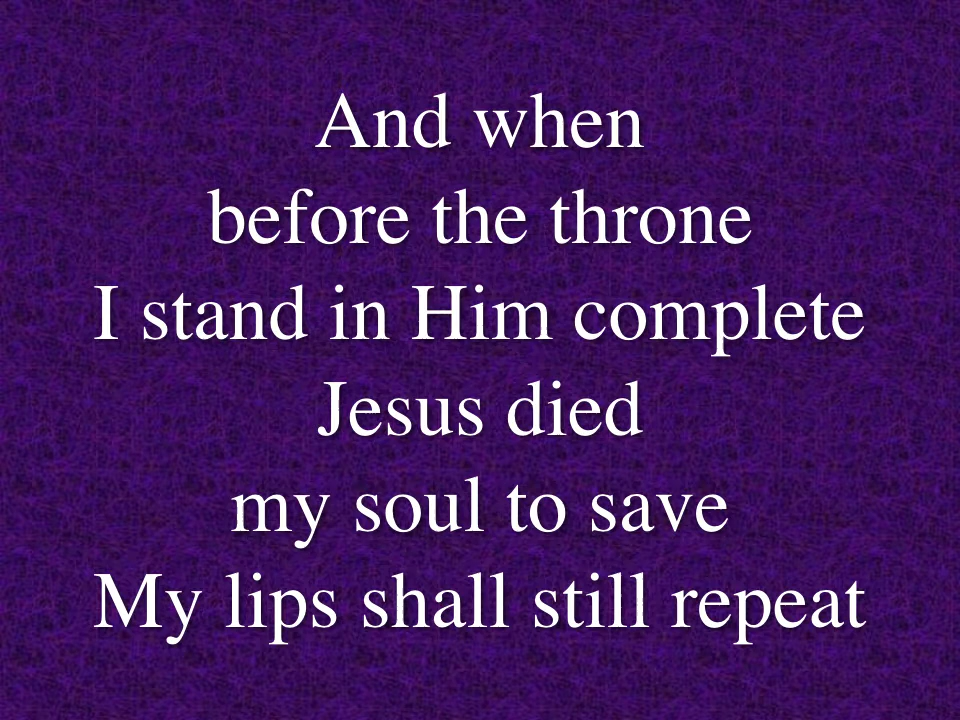 And when
before the throne
I stand in Him complete
Jesus died
my soul to save
My lips shall still repeat